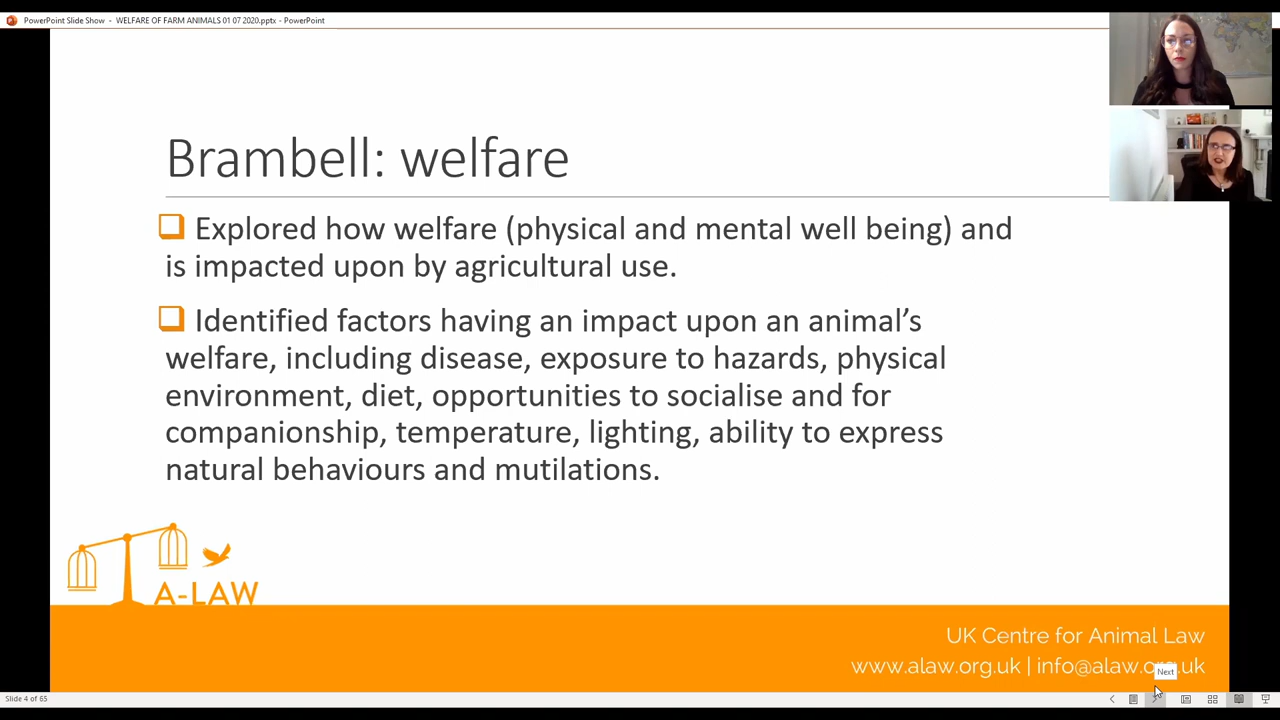 PowerPoint Slide Show - WELFARE OF FARM ANIMALS 01 07 2020.pptx - PowerPoint
Brambell: welfare
Explored how welfare (physical and mental well being) and
is impacted upon by agricultural use.
Identified factors having an impact upon an animal’s
welfare, including disease, exposure to hazards, physical
environment, diet, opportunities to socialise and for
companionship, temperature, lighting, ability to express
natural behaviours and mutilations.
A-LAW
UK Centre for Animal Law
www.alaw.org.uk | info@alaw.org.uk
Next
Slide 4 of 65